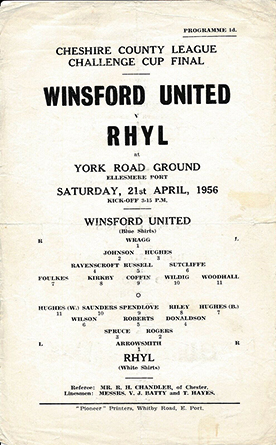 PROGRAMME 1d.
CHESHIRE COUNTY LEAGUE
CHALLENGE CUP FINAL
WINSFORD UNITED
v
RHYL
at
YORK ROAD GROUND
ELLESMERE PORT
SATURDAY, 21st APRIL, 1956
KICK-OFF 3-15 P.M.
WINSFORD UNITED
(Blue Shirts)
R WRAGG L
1
JOHNSON HUGHES
2 3
RAVENSCROFT RUSSELL SUTCLIFFE
4 5 6
FOULKES KIRKBY COFFIN WILDIG WOODHALL
7 8 9 10 11
O
HUGHES (W.) SAUNDERS SPENDLOVE RILEY HUGHES (B.)
11 10 9 8 7
WILSON ROBERTS DONALDSON
6 5 4
SPRUCE ROGERS
3 2
L ARROWSMITH R
1
RHYL
(White Shirts)
Referee: MR. R. H. CHANDLER, of Chester.
Linesmen: MESSRS. V. J. BATTY and T. HAYES.
"Pioneer" Printers, Whitby Road, E. Port.